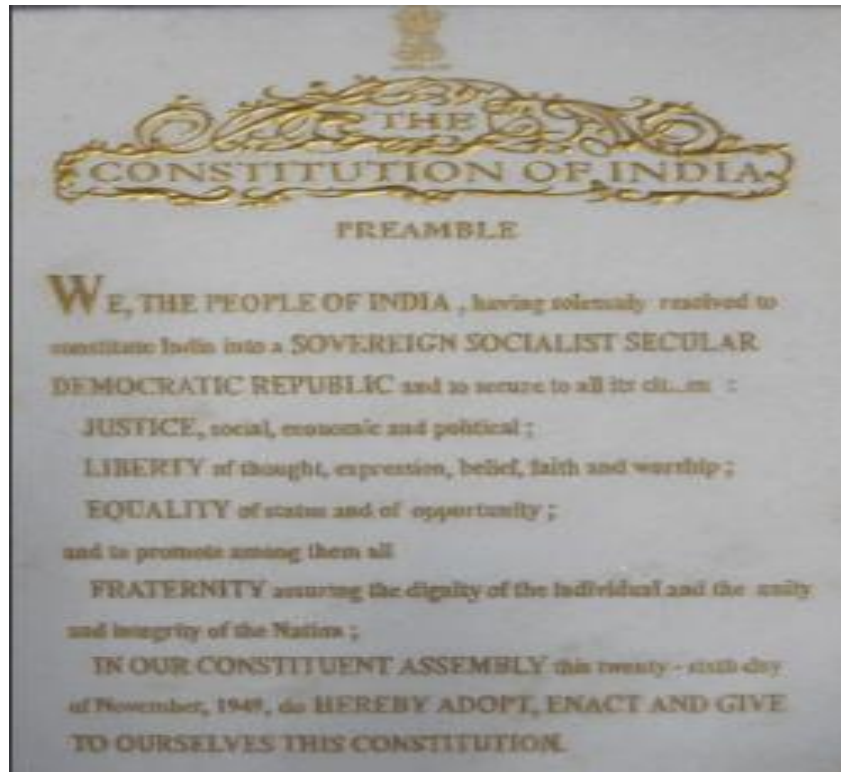 THE
CONSTITUTION OF INDIA
PREAMBLE
WE, THE PEOPLE OF INDIA , having solemnly resolved to
constitute India into a SOVEREIGN SOCIALIST SECULAR
DEMOCRATIC REPUBLIC and to secure to all its :
JUSTICE, social, economic and political ;
LIBERTY of thought, expression, belief, faith and worship ;
EQUALITY of status and of opportunity ;
and to promote among them all
FRATERNITY assuring the dignity of the individual and the unity
and integrity of the Nation ;
IN OUR CONSTITUENT ASSEMBLY this twenty - sixth day
of November, 1949, do HEREBY ADOPT, ENACT AND GIVE
TO OURSELVES THIS CONSTITUTION.